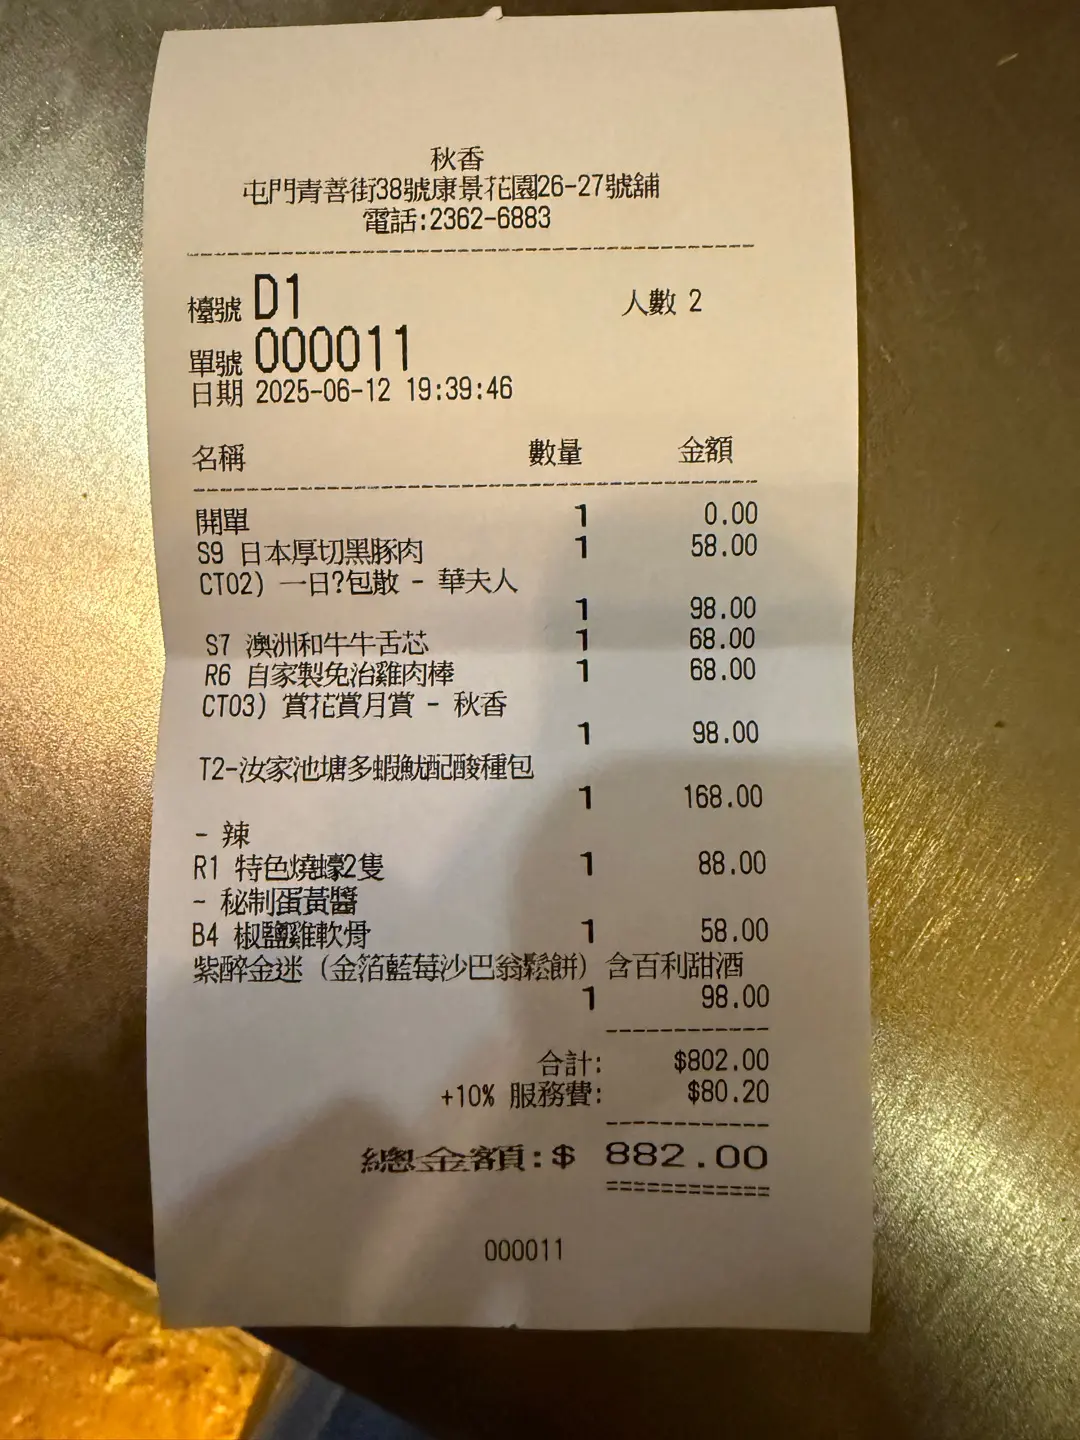 秋香
屯門青善街38號康景花園26-27號舖
電話:2362-6883
檯號 D1 人數 2
單號 000011
日期 2025-06-12 19:39:46
名稱 數量 金額
開單 1 0.00
S9 日本厚切黑豚肉 1 58.00
CT02) 一日?包散 - 華夫人
1 98.00
S7 澳洲和牛牛舌芯 1 68.00
R6 自家製免治雞肉棒 1 68.00
CT03) 賞花賞月賞 - 秋香
1 98.00
T2-汝家池塘多蝦魷配酸種包
1 168.00
- 辣
R1 特色燒蠔2隻 1 88.00
- 秘制蛋黃醬
B4 椒鹽雞軟骨 1 58.00
紫醉金迷 (金箔藍莓沙巴翁鬆餅) 含百利甜酒
1 98.00
合計: $802.00
+10% 服務費: $80.20
總金額:$ 882.00
000011